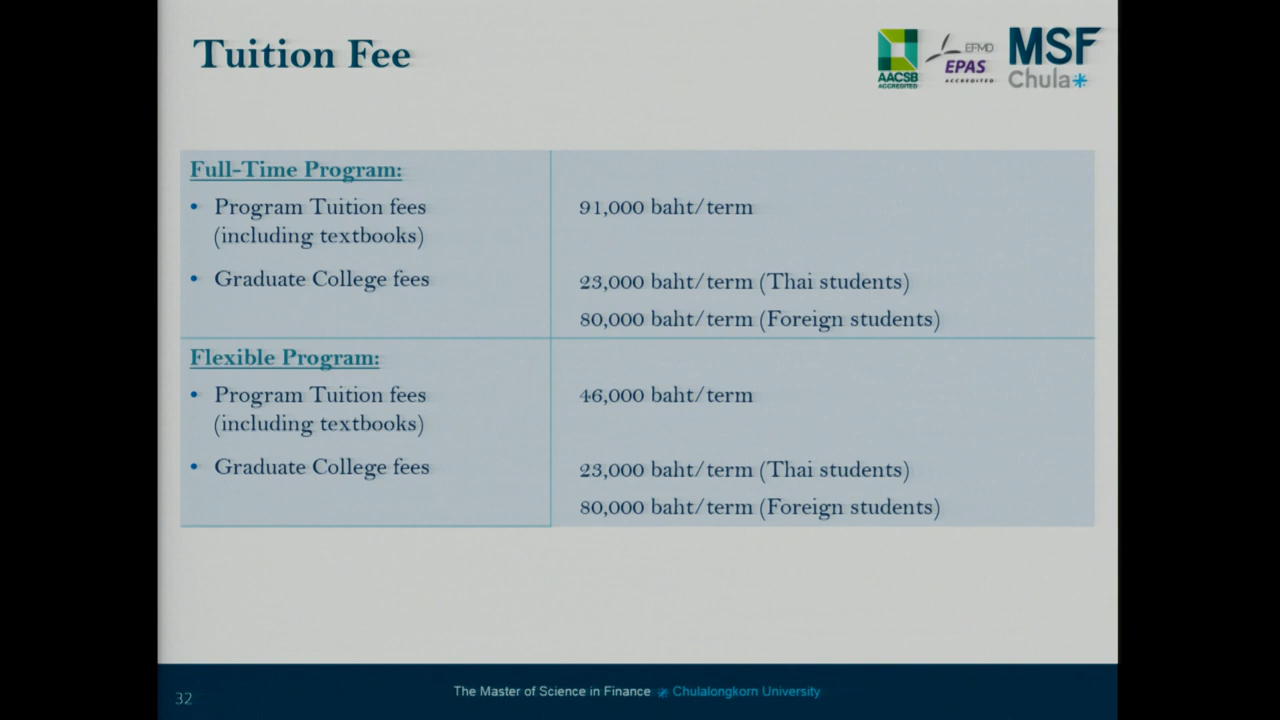 Tuition Fee
AACSB
ACCREDITED
EFMD
EPAS
ACCREDITED
MSF
Chula
Full-Time Program:
• Program Tuition fees
(including textbooks)
91,000 baht/term
• Graduate College fees
23,000 baht/term (Thai students)
80,000 baht/term (Foreign students)
Flexible Program:
• Program Tuition fees
(including textbooks)
46,000 baht/term
• Graduate College fees
23,000 baht/term (Thai students)
80,000 baht/term (Foreign students)
32
The Master of Science in Finance Chulalongkorn University